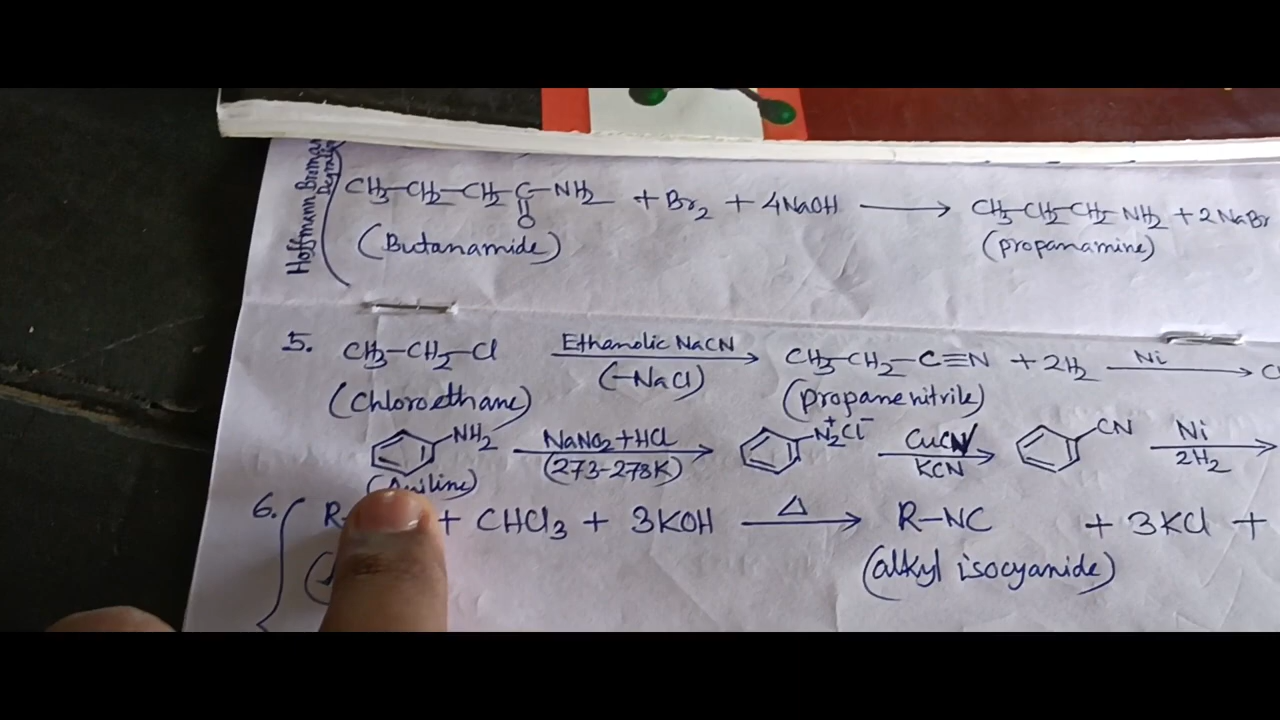 Hoffmann
CH3–CH2–CH2–C–NH2 + Br2 + 4NaOH ⟶ CH3–CH2–CH2–NH2 + 2NaBr
||
O
(Butanamide) (propanamine)
5. CH3–CH2–Cl Ethanolic NaCN ⟶ CH3–CH2–C≡N + 2H2 Ni ⟶
(–NaCl)
(Chloroethane) (propanenitrile)
NH2 NaNO2+HCl ⟶ N2+Cl– CuCN ⟶ CN Ni ⟶
(273-278K) KCN 2H2
6. R– + CHCl3 + 3KOH Δ ⟶ R–NC + 3KCl +
(alkyl isocyanide)